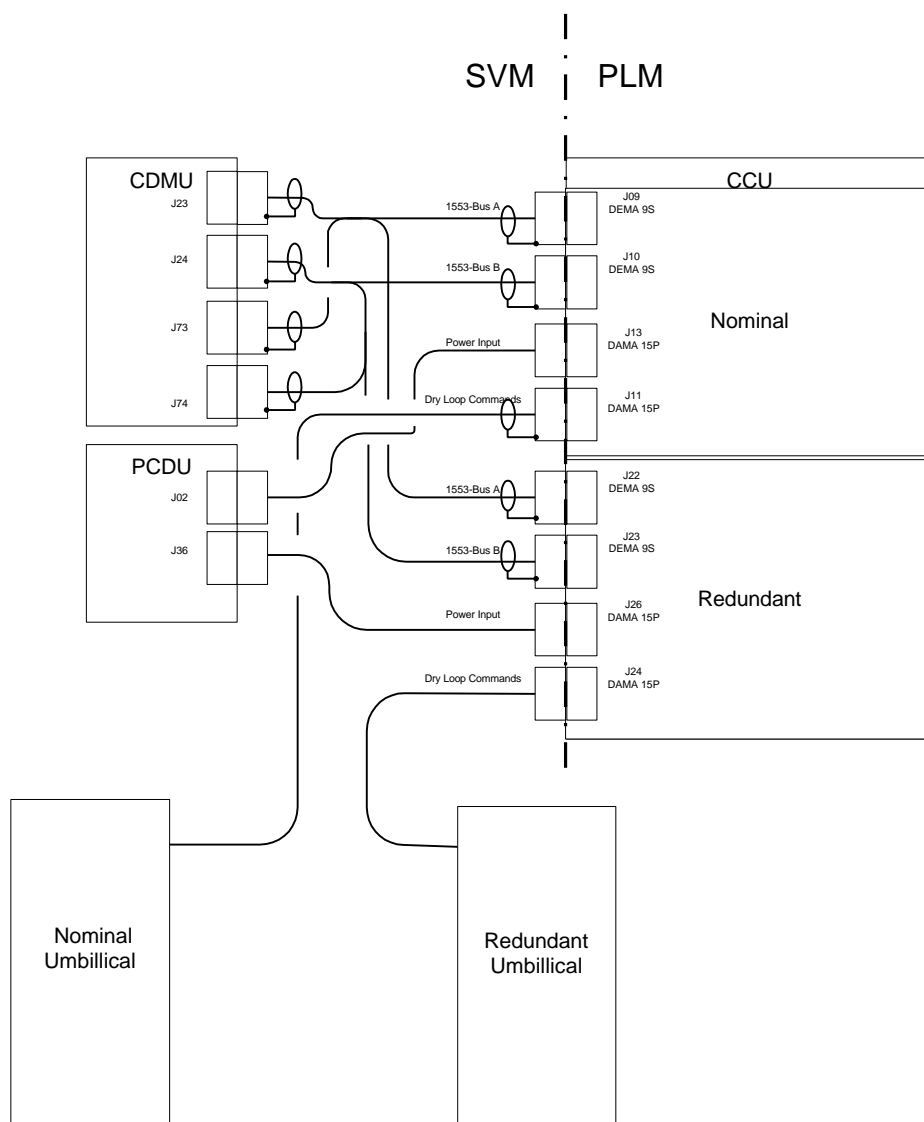 SVM
PLM
CDMU
J23
J24
J73
J74
PCDU
J02
J36
1553-Bus A
1553-Bus B
Power Input
Dry Loop Commands
1553-Bus A
1553-Bus B
Power Input
Dry Loop Commands
CCU
J09
DEMA 9S
J10
DEMA 9S
Nominal
J13
DAMA 15P
J11
DAMA 15P
J22
DEMA 9S
J23
DEMA 9S
Redundant
J26
DAMA 15P
J24
DAMA 15P
Nominal
Umbillical
Redundant
Umbillical